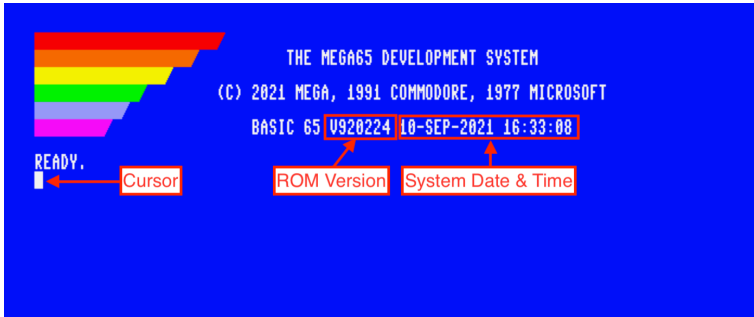 THE MEGA65 DEVELOPMENT SYSTEM
(C) 2021 MEGA, 1991 COMMODORE, 1977 MICROSOFT
BASIC 65 V920224 10-SEP-2021 16:33:08
READY.
Cursor
ROM Version
System Date & Time